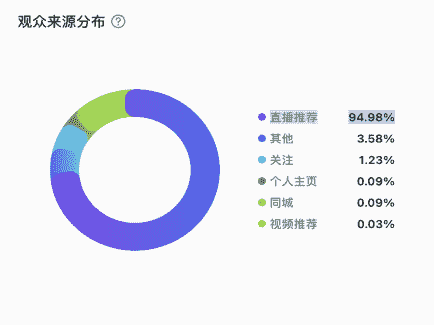 观众来源分布 ?
直播推荐 94.98%
其他 3.58%
关注 1.23%
个人主页 0.09%
同城 0.09%
视频推荐 0.03%